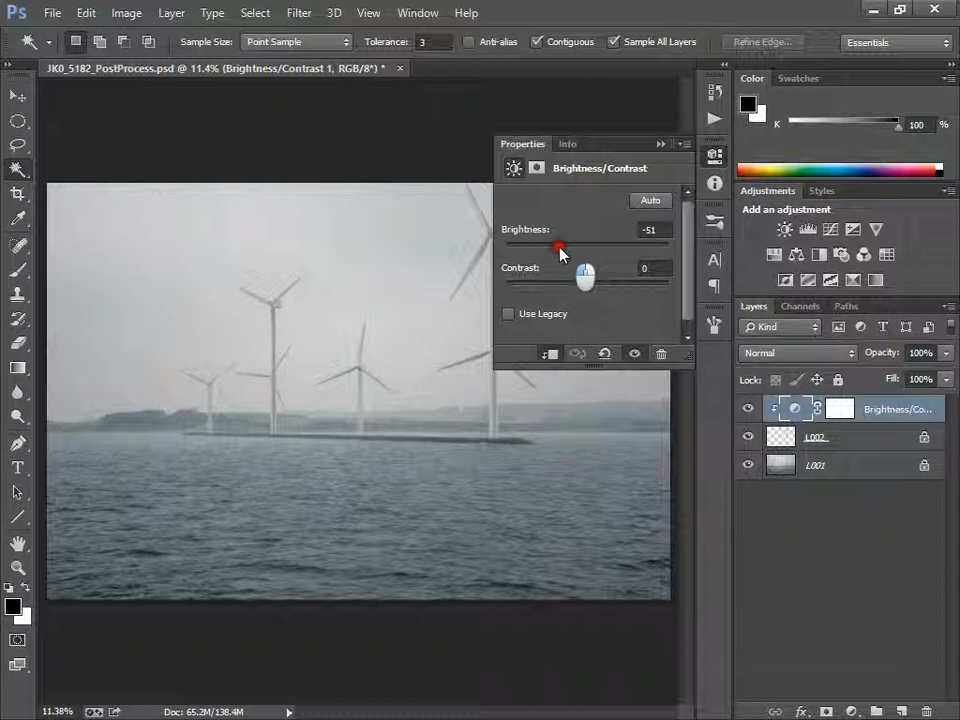 Ps File Edit Image Layer Type Select Filter 3D View Window Help
Sample Size: Point Sample Tolerance: 3 Anti-alias Contiguous Sample All Layers Refine Edge... Essentials
JK0_5182_PostProcess.psd @ 11.4% (Brightness/Contrast 1, RGB/8*) *
Color Swatches
K 100 %
Properties Info
Brightness/Contrast
Auto
Brightness: -51
Contrast: 0
Use Legacy
Adjustments Styles
Add an adjustment
Layers Channels Paths
Kind
Normal Opacity: 100%
Lock: Fill: 100%
Brightness/Co...
L002
L001
11.38% Doc: 65.2M/138.4M